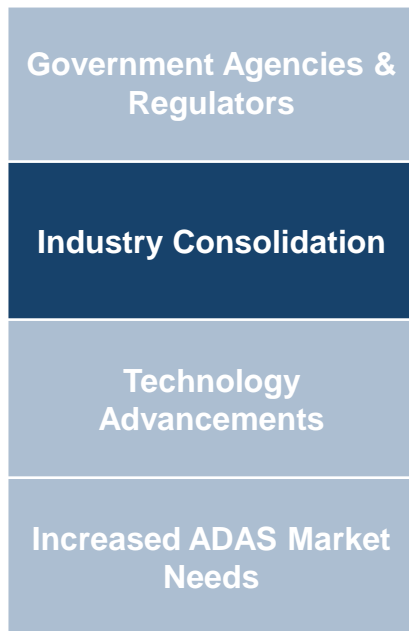 Government Agencies &
Regulators
Industry Consolidation
Technology
Advancements
Increased ADAS Market
Needs